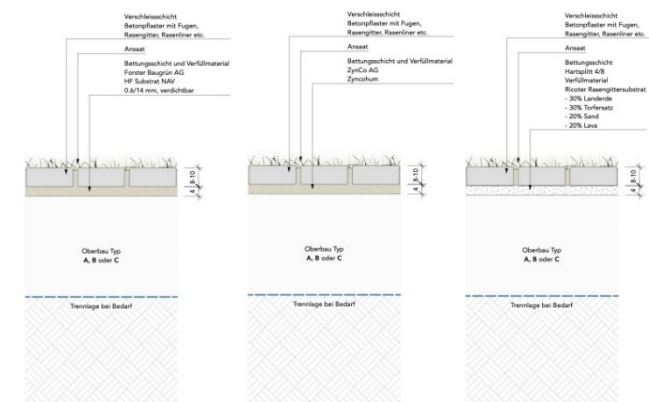 Verschleissschicht
Betonpflaster mit Fugen,
Rasengitter, Rasenliner etc.
Ansaat
Bettungsschicht und Verfüllmaterial
Forster Baugrün AG
HF Substrat NAV
0.6/14 mm, verdichtbar
8-10
4
Oberbau Typ
A, B oder C
Trennlage bei Bedarf
Verschleissschicht
Betonpflaster mit Fugen,
Rasengitter, Rasenliner etc.
Ansaat
Bettungsschicht und Verfüllmaterial
ZynCo AG
Zyncohum
8-10
4
Oberbau Typ
A, B oder C
Trennlage bei Bedarf
Verschleissschicht
Betonpflaster mit Fugen,
Rasengitter, Rasenliner etc.
Ansaat
Bettungsschicht
Hartsplitt 4/8
Verfüllmaterial
Ricoter Rasengittersubstrat
- 30% Landerde
- 30% Torfersatz
- 20% Sand
- 20% Lava
8-10
4
Oberbau Typ
A, B oder C
Trennlage bei Bedarf